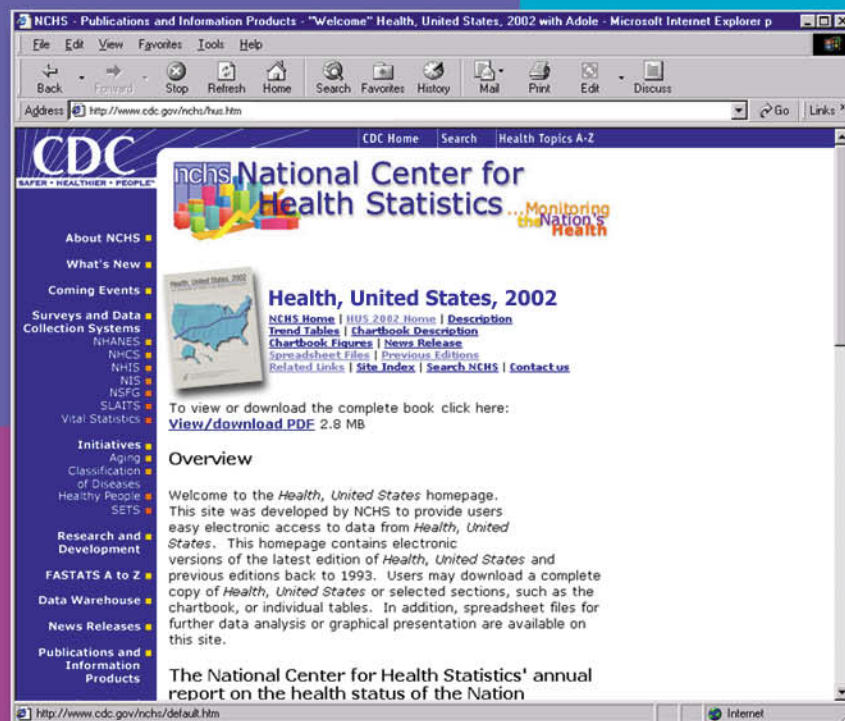 NCHS - Publications and Information Products - "Welcome" Health, United States, 2002 with Adole - Microsoft Internet Explorer p
File Edit View Favorites Tools Help
Back Forward Stop Refresh Home Search Favorites History Mail Print Edit Discuss
Address http://www.cdc.gov/nchs/hus.htm Go Links »
CDC Home Search Health Topics A-Z
CDC
SAFER • HEALTHIER • PEOPLE™
nchs National Center for
Health Statistics ...Monitoring
the Nation's
Health
About NCHS
What's New
Coming Events
Surveys and Data
Collection Systems
NHANES
NHCS
NHIS
NIS
NSFG
SLAITS
Vital Statistics
Initiatives
Aging
Classification
of Diseases
Healthy People
SETS
Research and
Development
FASTATS A to Z
Data Warehouse
News Releases
Publications and
Information
Products
Health, United States, 2002
Health, United States, 2002
NCHS Home | HUS 2002 Home | Description
Trend Tables | Chartbook Description
Chartbook Figures | News Release
Spreadsheet Files | Previous Editions
Related Links | Site Index | Search NCHS | Contact us
To view or download the complete book click here:
View/download PDF 2.8 MB
Overview
Welcome to the Health, United States homepage.
This site was developed by NCHS to provide users
easy electronic access to data from Health, United
States. This homepage contains electronic
versions of the latest edition of Health, United States and
previous editions back to 1993. Users may download a complete
copy of Health, United States or selected sections, such as the
chartbook, or individual tables. In addition, spreadsheet files for
further data analysis or graphical presentation are available on
this site.
The National Center for Health Statistics' annual
report on the health status of the Nation
http://www.cdc.gov/nchs/default.htm Internet